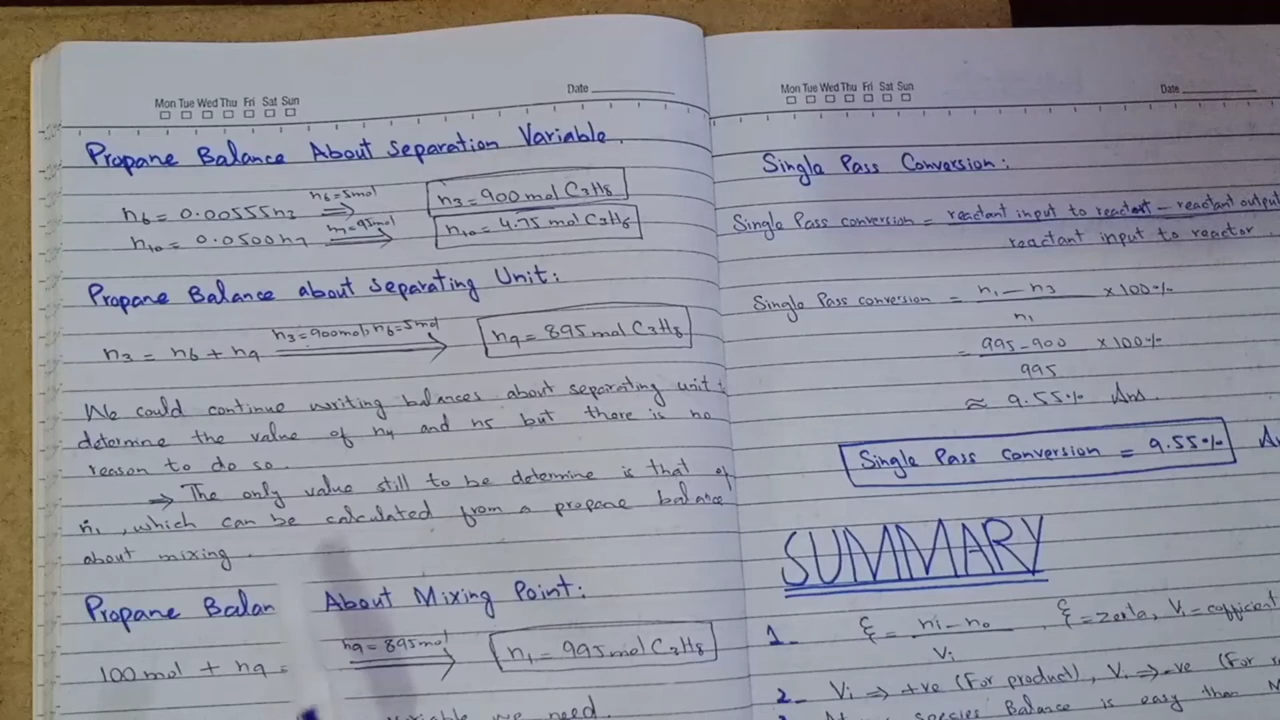 Date
Mon Tue Wed Thu Fri Sat Sun
Propane Balance About Separation Variable.
n6 = 0.00555n3 n6=5mol ⇒ n3 = 900 mol C3H8
n10 = 0.0500n7 n7=95mol ⇒ n10 = 4.75 mol C3H8
Propane Balance about Separating Unit:
n3 = n6 + n9 n3=900mol, n6=5mol ⇒ n9 = 895 mol C3H8
We could continue writing balances about separating unit
determine the value of n4 and n5 but there is no
reason to do so.
⇒ The only value still to be determine is that of
ṅ1, which can be calculated from a propane balance
about mixing.
Propane Balan About Mixing Point:
100mol + n9 = n9 = 895mol ⇒ n1 = 995 mol C3H8
we need.
Mon Tue Wed Thu Fri Sat Sun
Date
Single Pass Conversion:
Single Pass conversion = reactant input to reactor − reactant output
reactant input to reactor.
Single Pass conversion = n1 − n3 ×100%
n1
= 995−900 ×100%
995
≈ 9.55% Ans.
Single Pass Conversion = 9.55%
SUMMARY
1- ξ = ni − no , ξ = zeeta, Vi = cofficient
Vi
2- Vi ⇒ +ve (For product), Vi ⇒ -ve (For
species Balance is easy than